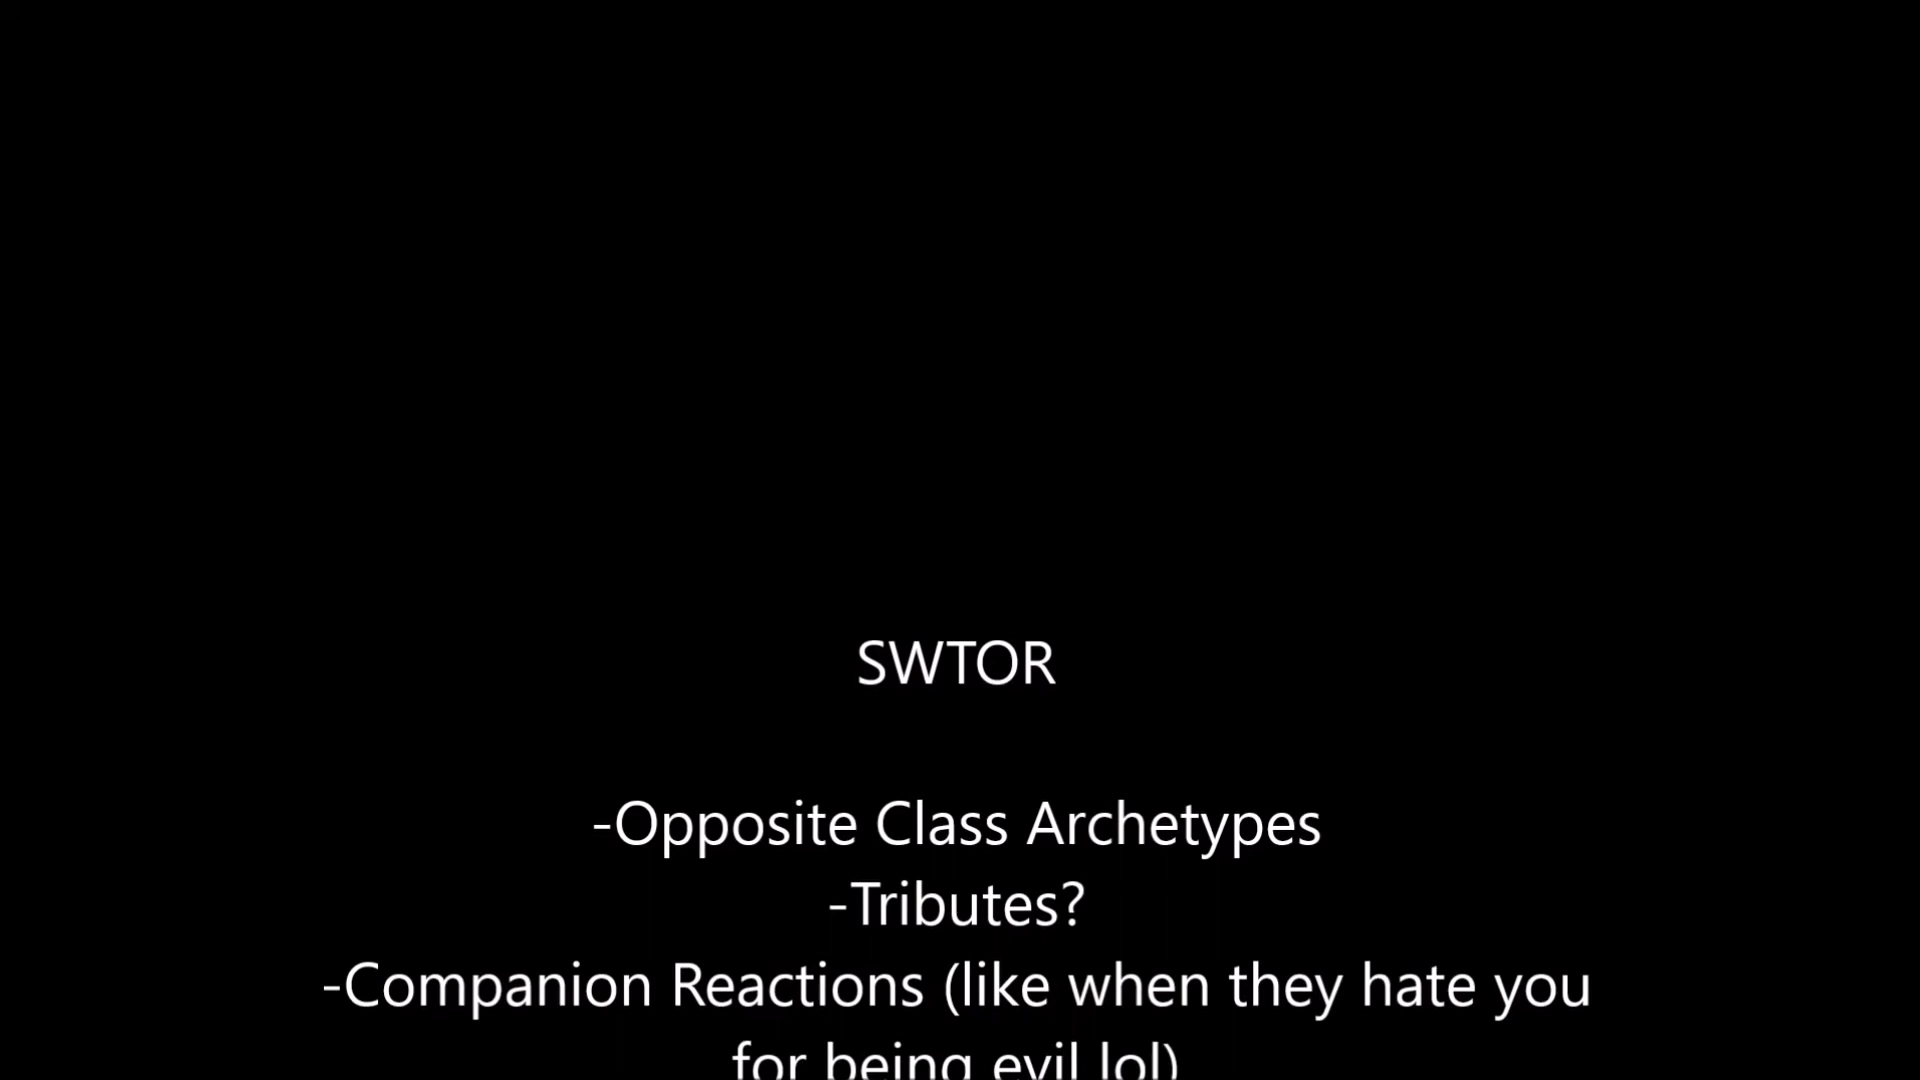 SWTOR
-Opposite Class Archetypes
-Tributes?
-Companion Reactions (like when they hate you
for being evil lol)